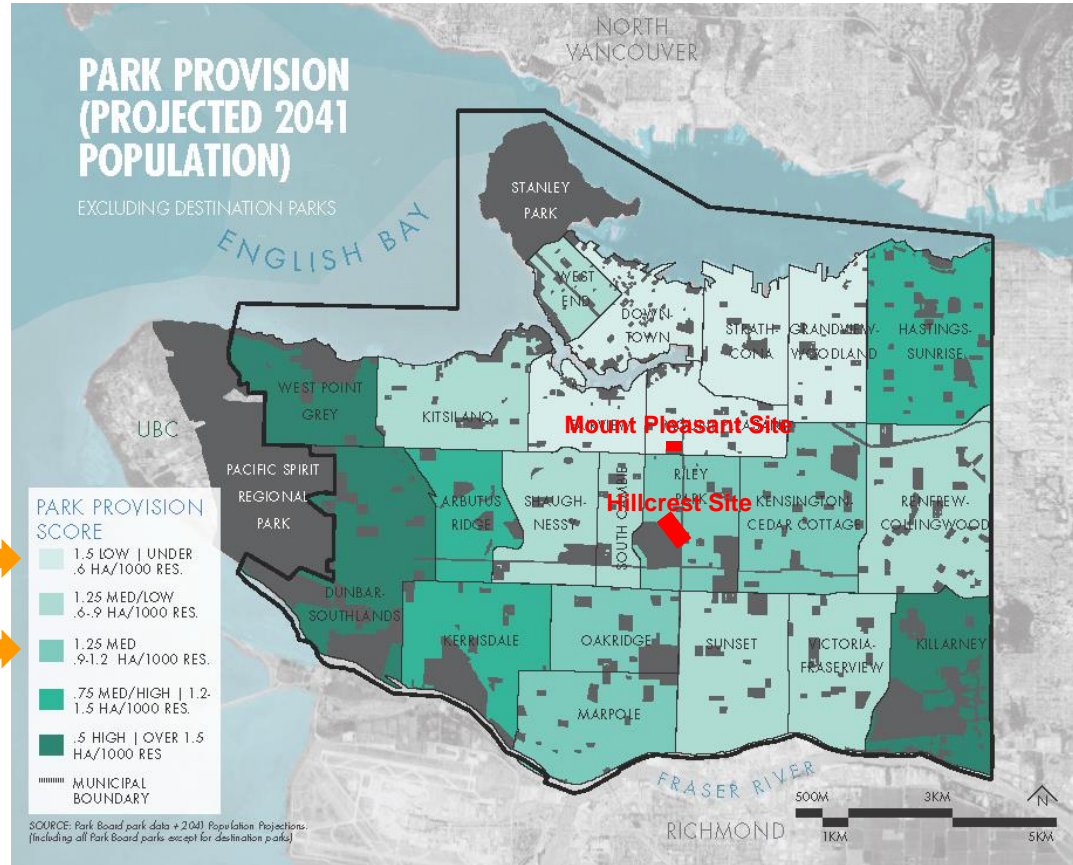 NORTH
VANCOUVER
PARK PROVISION
(PROJECTED 2041
POPULATION)
EXCLUDING DESTINATION PARKS
ENGLISH BAY
STANLEY
PARK
WEST
END
DOWN-
TOWN
STRATH-
CONA
GRANDVIEW-
WOODLAND
HASTINGS-
SUNRISE
WEST POINT
GREY
KITSILANO
Mount Pleasant Site
UBC
PACIFIC SPIRIT
REGIONAL
PARK
ARBUTUS
RIDGE
SHAUGH-
NESSY
SOUTH CAMBIE
RILEY
PARK
Hillcrest Site
KENSINGTON-
CEDAR COTTAGE
RENFREW-
COLLINGWOOD
DUNBAR-
SOUTHLANDS
KERRISDALE
OAKRIDGE
SUNSET
VICTORIA-
FRASERVIEW
KILLARNEY
MARPOLE
FRASER RIVER
RICHMOND
PARK PROVISION
SCORE
1.5 LOW | UNDER
.6 HA/1000 RES.
1.25 MED/LOW
.6-.9 HA/1000 RES.
1.25 MED
.9-1.2 HA/1000 RES.
.75 MED/HIGH | 1.2-
1.5 HA/1000 RES.
.5 HIGH | OVER 1.5
HA/1000 RES
MUNICIPAL
BOUNDARY
SOURCE: Park Board park data + 2041 Population Projections.
(Including all Park Board parks except for destination parks)
500M
3KM
N
1KM
5KM